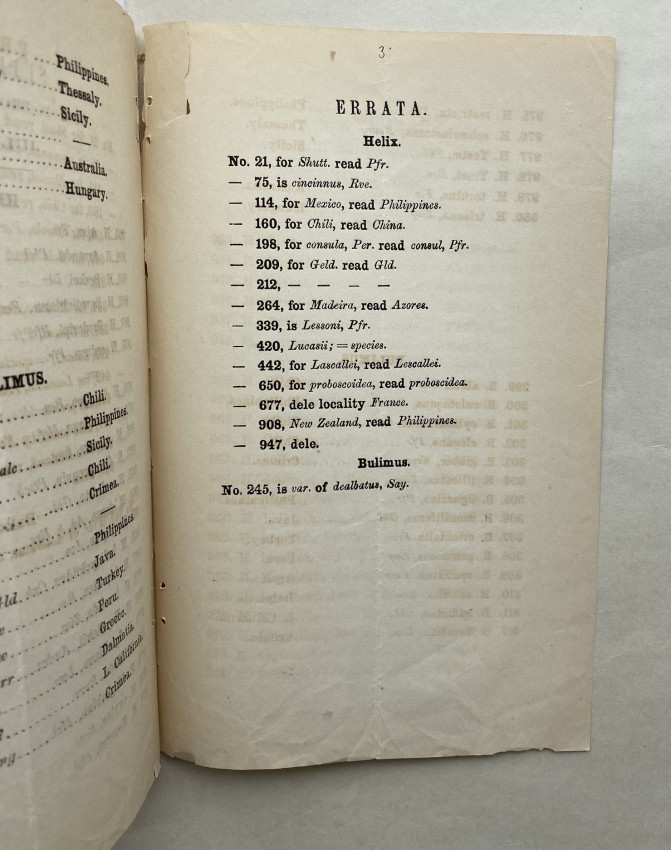 Philippines.
Thessaly.
Sicily.
—
Australia.
Hungary.
LIMUS.
Chili.
Philippines.
Sicily.
Chili.
Crimea.
—
Philippines.
Java.
Turkey.
Peru.
Greece.
Dalmatia.
L. California.
Crimea.
3
ERRATA.
Helix.
No. 21, for Shutt. read Pfr.
— 75, is cincinnus, Rve.
— 114, for Mexico, read Philippines.
— 160, for Chili, read China.
— 198, for consula, Per. read consul, Pfr.
— 209, for Geld. read Gld.
— 212, — — — —
— 264, for Madeira, read Azores.
— 339, is Lessoni, Pfr.
— 420, Lucasii; = species.
— 442, for Lascallei, read Lescallei.
— 650, for proboscoidea, read proboscidea.
— 677, dele locality France.
— 908, New Zealand, read Philippines.
— 947, dele.
Bulimus.
No. 245, is var. of dealbatus, Say.